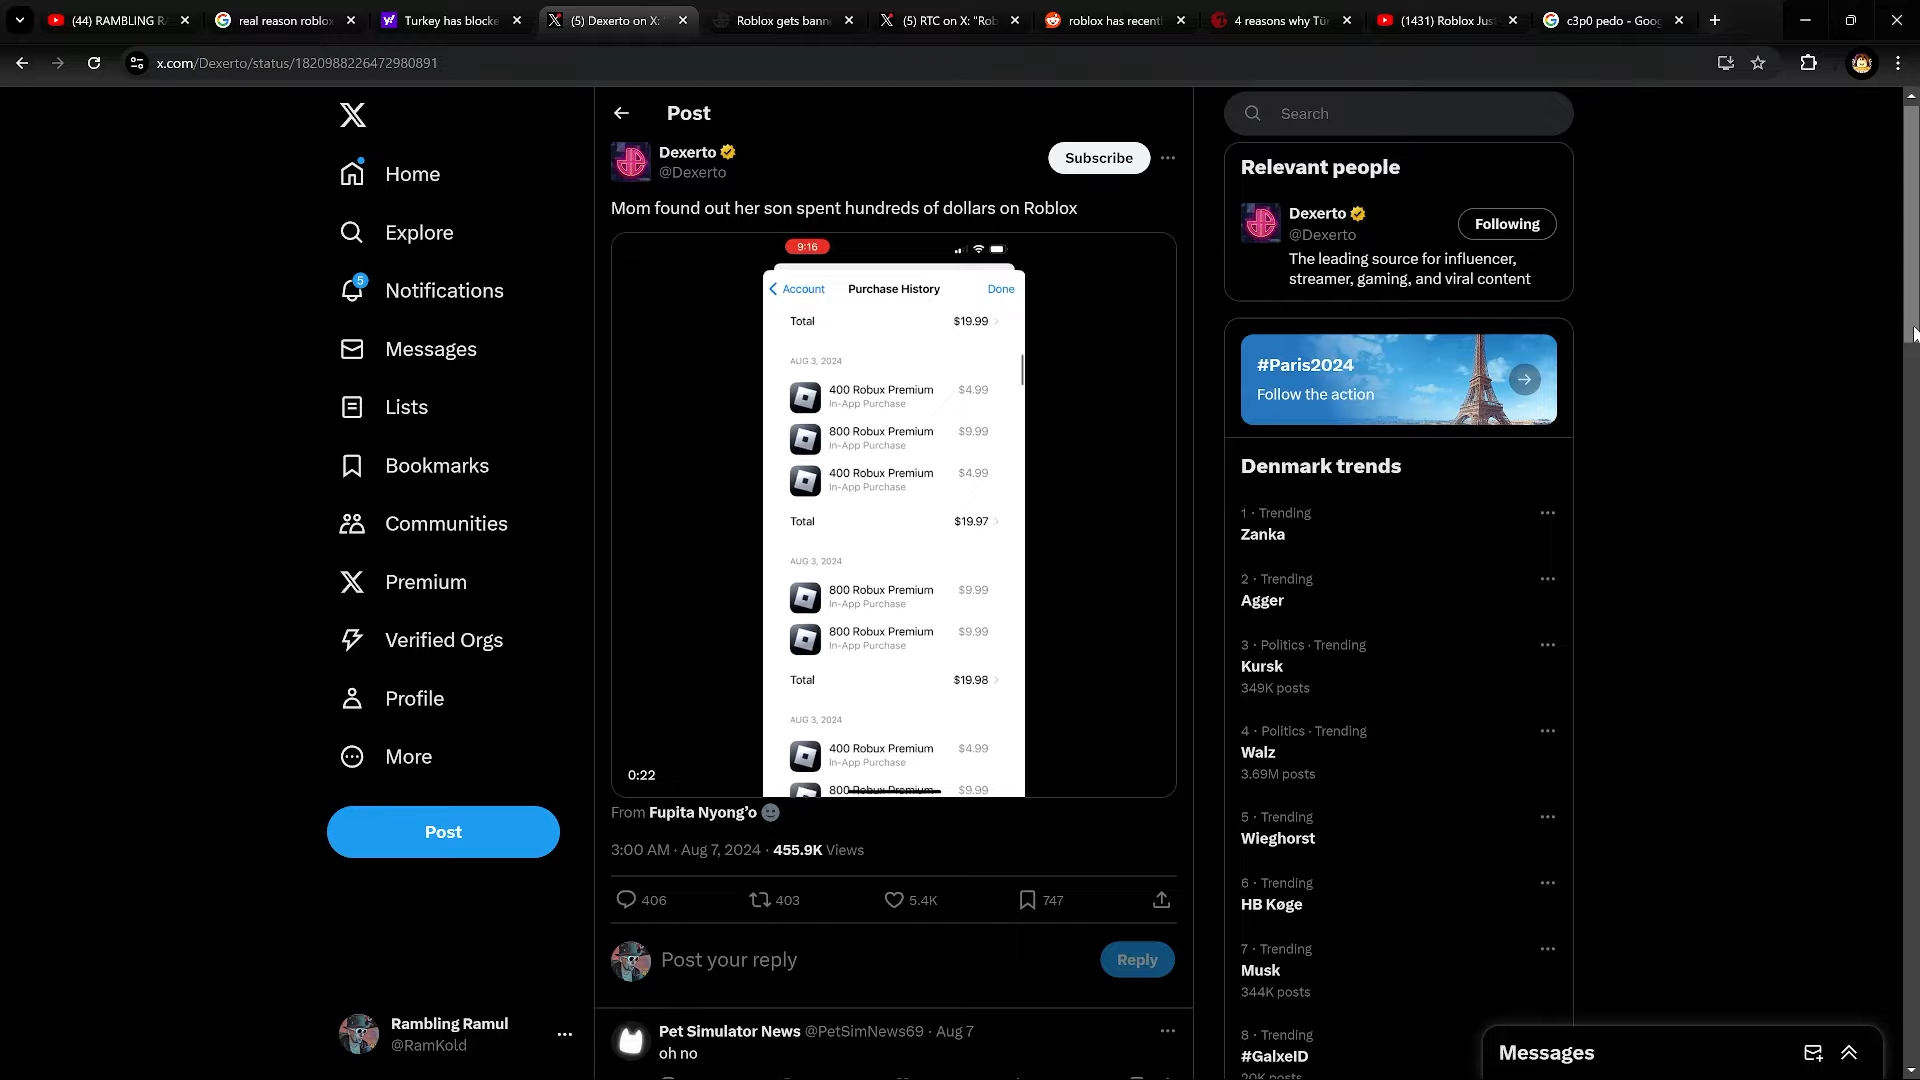 (44) RAMBLING R
real reason roblox
Turkey has blocke
(5) Dexerto on X:
Roblox gets bann
(5) RTC on X: "Rob
roblox has recentl
4 reasons why Tür
(1431) Roblox Jus
c3p0 pedo - Goog
x.com/Dexerto/status/1820988226472980891
Home
Explore
5
Notifications
Messages
Lists
Bookmarks
Communities
Premium
Verified Orgs
Profile
More
Post
Rambling Ramul
@RamKold
Post
Dexerto
@Dexerto
Subscribe
Mom found out her son spent hundreds of dollars on Roblox
9:16
Account Purchase History Done
Total $19.99
AUG 3, 2024
400 Robux Premium $4.99
In-App Purchase
800 Robux Premium $9.99
In-App Purchase
400 Robux Premium $4.99
In-App Purchase
Total $19.97
AUG 3, 2024
800 Robux Premium $9.99
In-App Purchase
800 Robux Premium $9.99
In-App Purchase
Total $19.98
AUG 3, 2024
400 Robux Premium $4.99
In-App Purchase
800 Robux Premium $9.99
0:22
From Fupita Nyong’o
3:00 AM · Aug 7, 2024 · 455.9K Views
406 403 5.4K 747
Post your reply
Reply
Pet Simulator News @PetSimNews69 · Aug 7
oh no
Search
Relevant people
Dexerto
@Dexerto
Following
The leading source for influencer,
streamer, gaming, and viral content
#Paris2024
Follow the action
Denmark trends
1 · Trending
Zanka
2 · Trending
Agger
3 · Politics · Trending
Kursk
349K posts
4 · Politics · Trending
Walz
3.69M posts
5 · Trending
Wieghorst
6 · Trending
HB Køge
7 · Trending
Musk
344K posts
8 · Trending
#GalxeID
20K posts
Messages